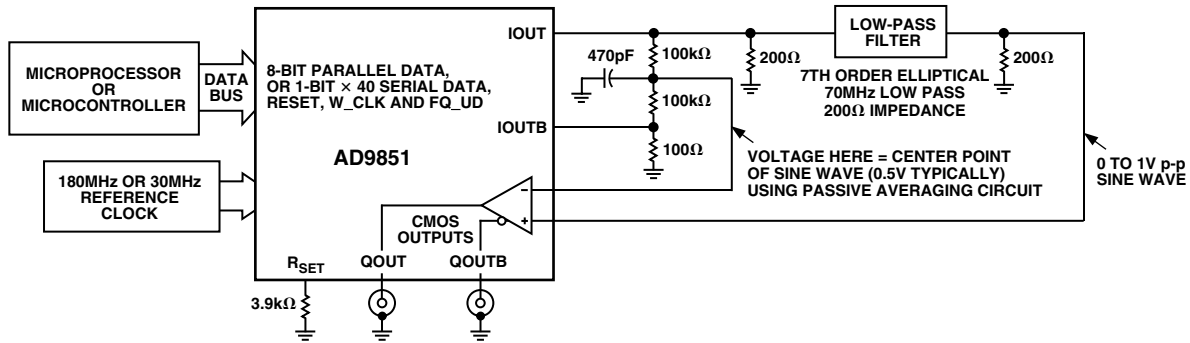 MICROPROCESSOR
OR
MICROCONTROLLER
DATA
BUS
180MHz OR 30MHz
REFERENCE
CLOCK
8-BIT PARALLEL DATA,
OR 1-BIT × 40 SERIAL DATA,
RESET, W_CLK AND FQ_UD
AD9851
IOUT
IOUTB
CMOS
OUTPUTS
–
+
RSET
QOUT
QOUTB
3.9kΩ
470pF
100kΩ
100kΩ
100Ω
200Ω
LOW-PASS
FILTER
200Ω
7TH ORDER ELLIPTICAL
70MHz LOW PASS
200Ω IMPEDANCE
VOLTAGE HERE = CENTER POINT
OF SINE WAVE (0.5V TYPICALLY)
USING PASSIVE AVERAGING CIRCUIT
0 TO 1V p-p
SINE WAVE